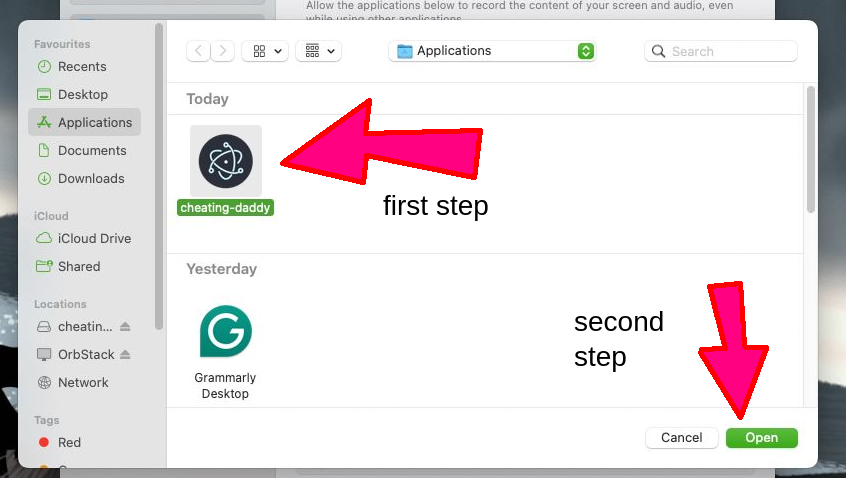 Allow the applications below to record the content of your screen and audio, even
while using other applications.
Favourites
Recents
Desktop
Applications
Documents
Downloads
iCloud
iCloud Drive
Shared
Locations
cheatin...
OrbStack
Network
Tags
Red
Applications
Search
Today
cheating-daddy
first step
Yesterday
Grammarly
Desktop
second
step
Cancel
Open